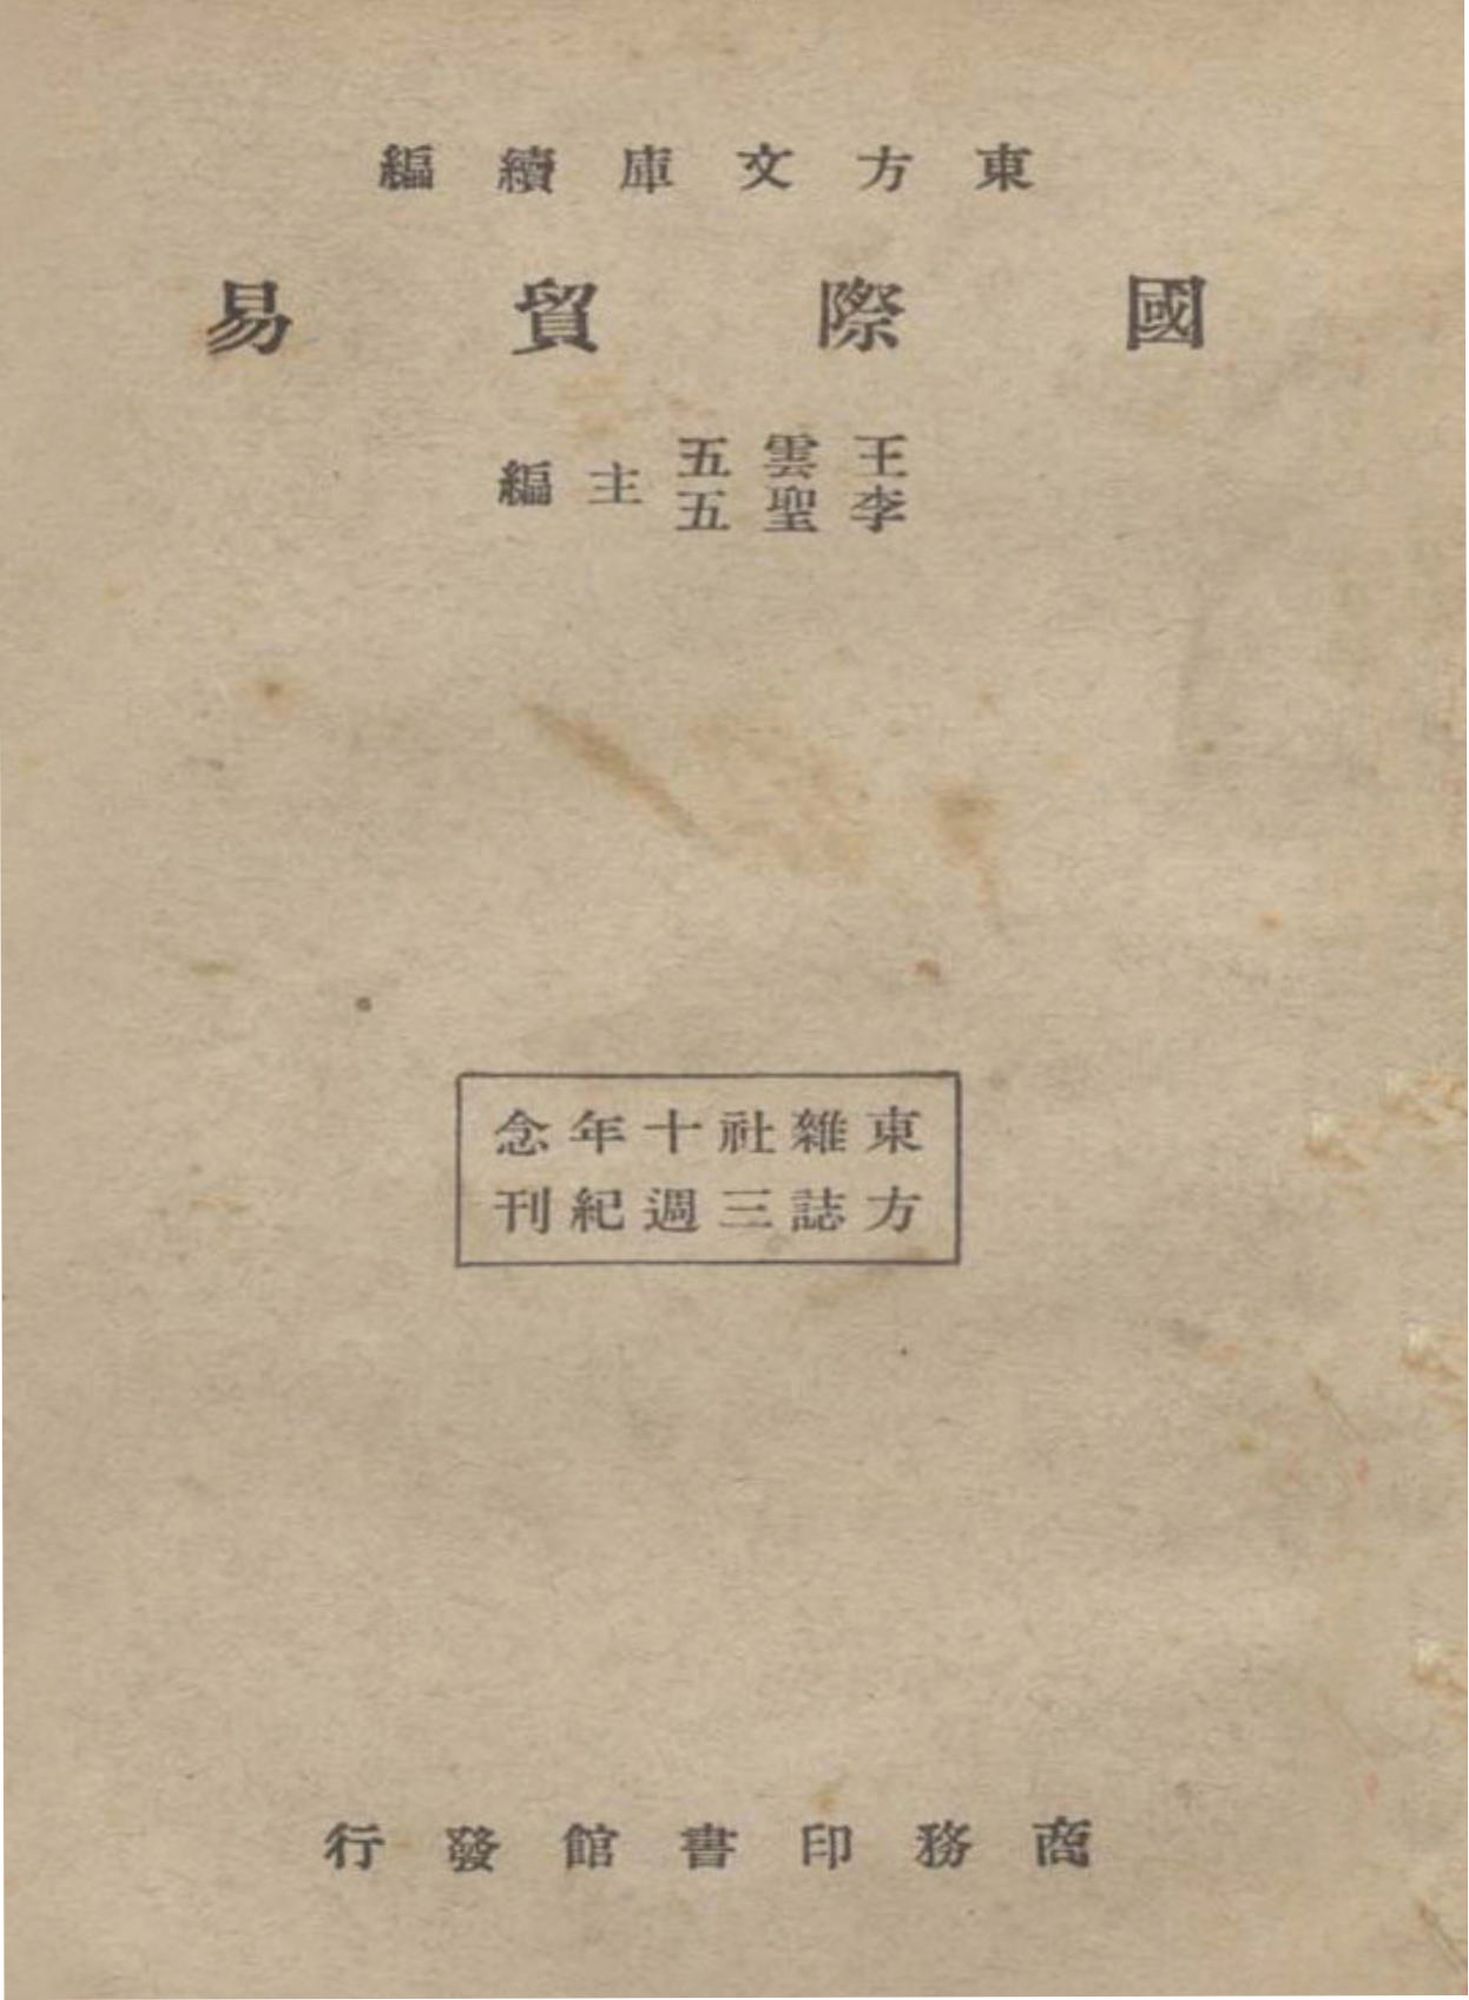 東方文庫續編
國際貿易
王雲五
李聖五
主編
東方
雜誌
社三
十週
年紀
念刊
商務印書館發行